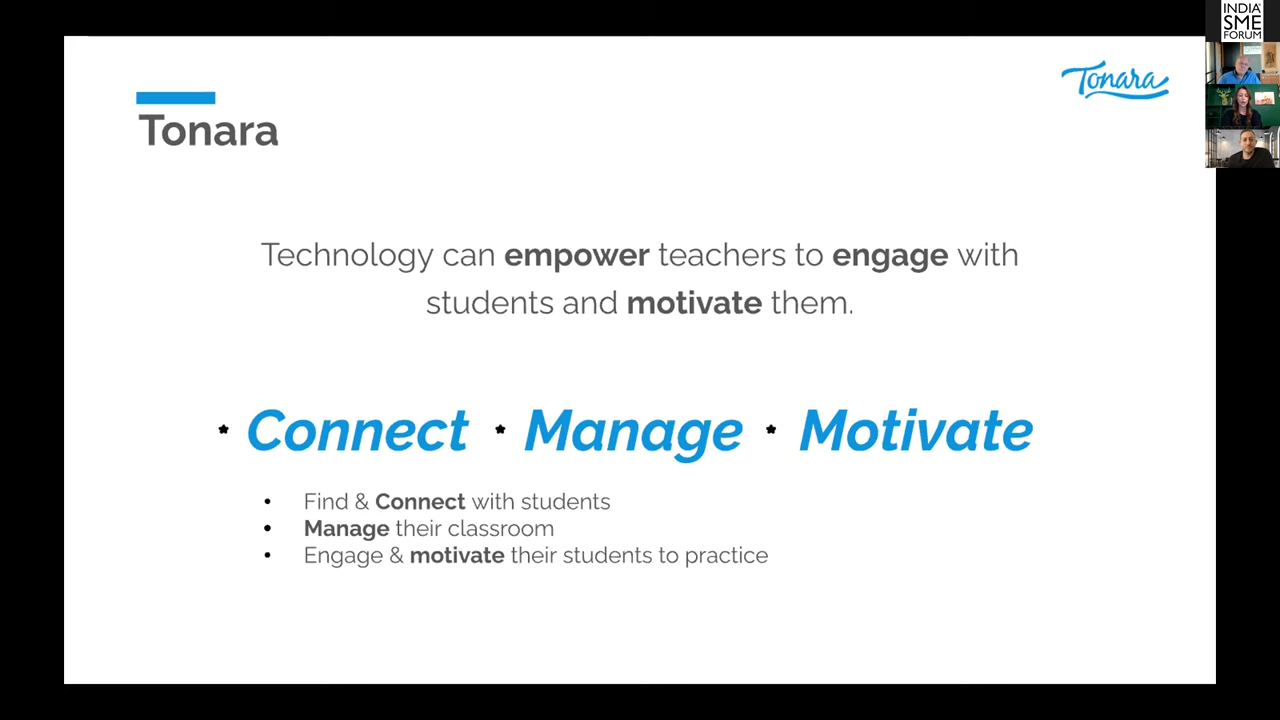 INDIA
SME
FORUM
Tonara
Tonara
Technology can empower teachers to engage with
students and motivate them.
• Connect • Manage • Motivate
• Find & Connect with students
• Manage their classroom
• Engage & motivate their students to practice